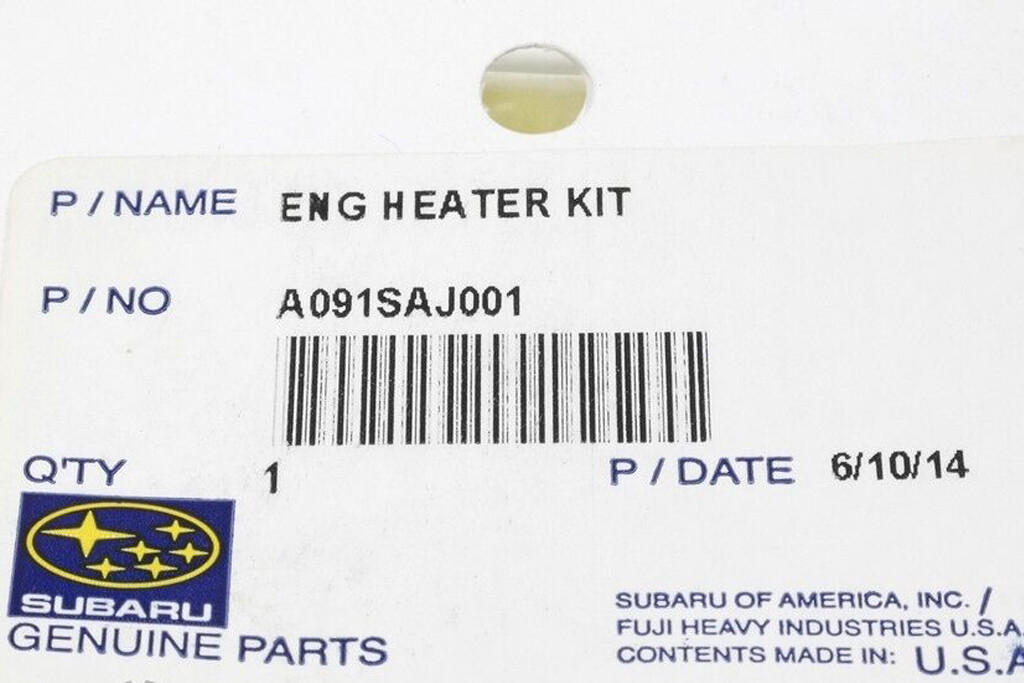 P / NAME ENG HEATER KIT
P / NO A091SAJ001
Q'TY 1 P / DATE 6/10/14
SUBARU
GENUINE PARTS
SUBARU OF AMERICA, INC. /
FUJI HEAVY INDUSTRIES U.S.A.
CONTENTS MADE IN: U.S.A